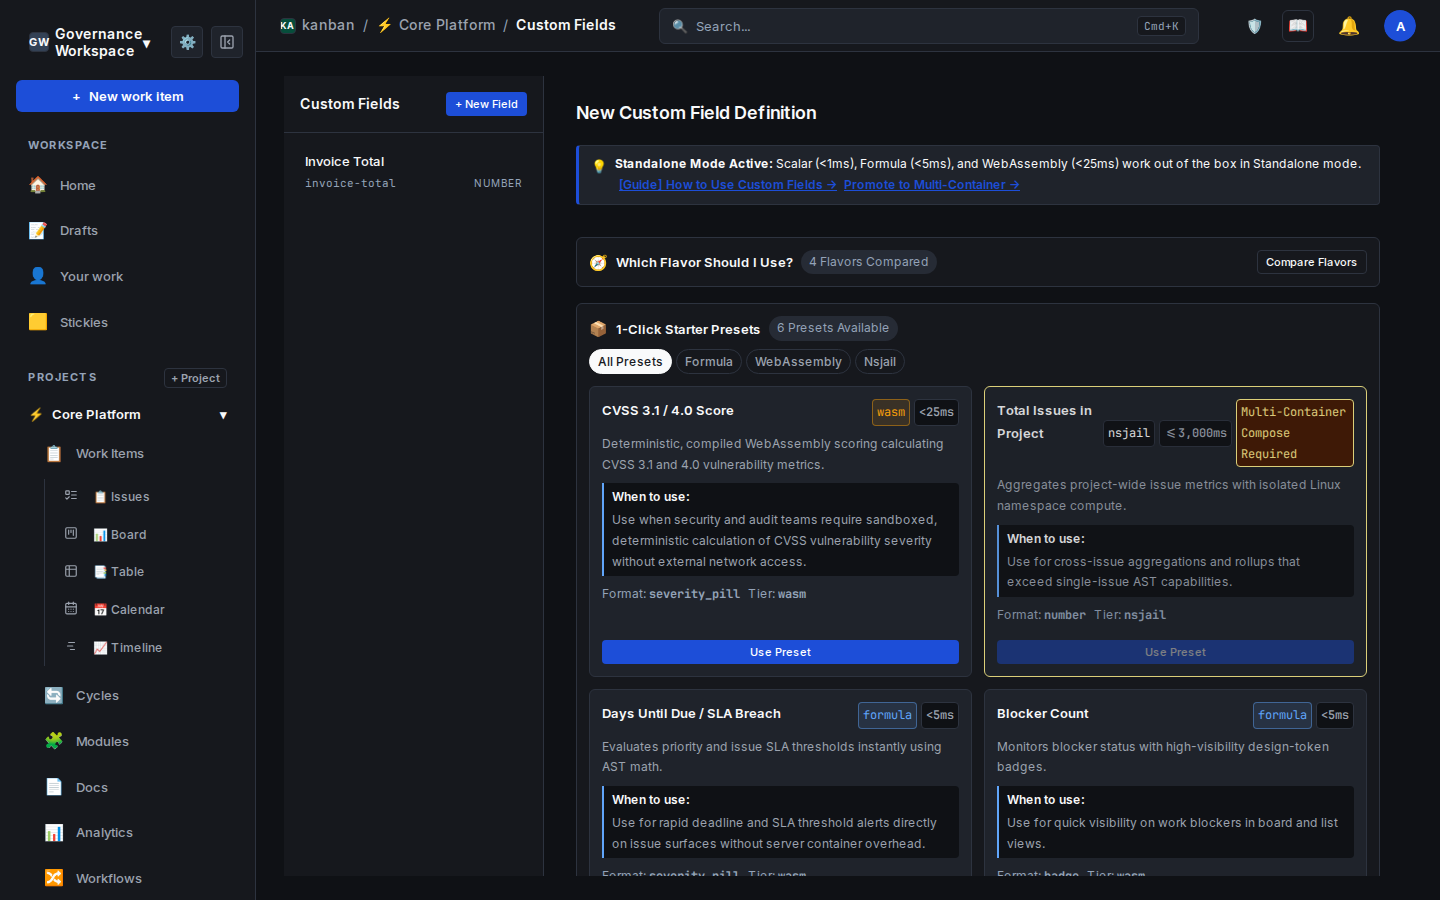 GW
Governance Workspace ▾
+ New work item
WORKSPACE
Home
Drafts
Your work
Stickies
PROJECTS
+ Project
Core Platform ▾
Work Items
Issues
Board
Table
Calendar
Timeline
Cycles
Modules
Docs
Analytics
Workflows
KA kanban / ⚡ Core Platform / Custom Fields
Search...
Cmd+K
A
Custom Fields
+ New Field
Invoice Total
invoice-total
NUMBER
New Custom Field Definition
Standalone Mode Active: Scalar (<1ms), Formula (<5ms), and WebAssembly (<25ms) work out of the box in Standalone mode.
[Guide] How to Use Custom Fields → Promote to Multi-Container →
Which Flavor Should I Use? 4 Flavors Compared
Compare Flavors
1-Click Starter Presets 6 Presets Available
All Presets Formula WebAssembly Nsjail
CVSS 3.1 / 4.0 Score
wasm <25ms
Deterministic, compiled WebAssembly scoring calculating
CVSS 3.1 and 4.0 vulnerability metrics.
When to use:
Use when security and audit teams require sandboxed,
deterministic calculation of CVSS vulnerability severity
without external network access.
Format: severity_pill Tier: wasm
Use Preset
Total Issues in
Project
nsjail ≤3,000ms
Multi-Container
Compose
Required
Aggregates project-wide issue metrics with isolated Linux
namespace compute.
When to use:
Use for cross-issue aggregations and rollups that
exceed single-issue AST capabilities.
Format: number Tier: nsjail
Use Preset
Days Until Due / SLA Breach
formula <5ms
Evaluates priority and issue SLA thresholds instantly using
AST math.
When to use:
Use for rapid deadline and SLA threshold alerts directly
on issue surfaces without server container overhead.
Format: severity_pill Tier: wasm
Blocker Count
formula <5ms
Monitors blocker status with high-visibility design-token
badges.
When to use:
Use for quick visibility on work blockers in board and list
views.
Format: badge Tier: wasm